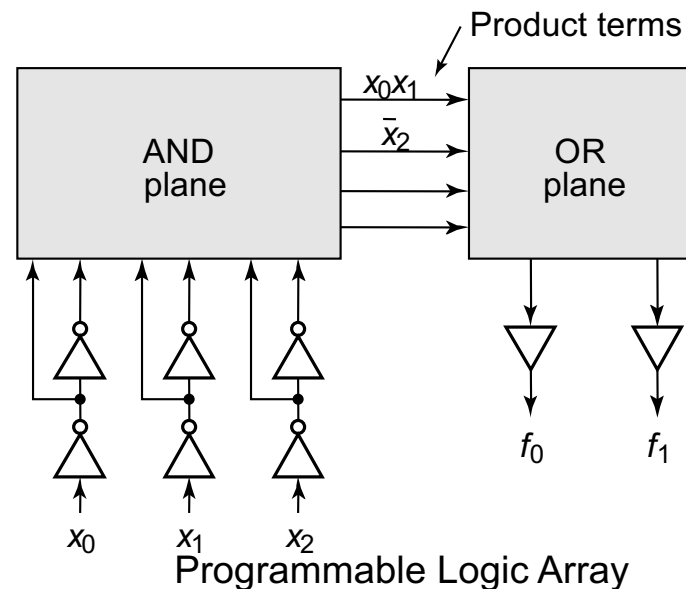 Product terms
x₀x₁
x̄₂
AND
plane
OR
plane
f₀ f₁
x₀ x₁ x₂
Programmable Logic Array